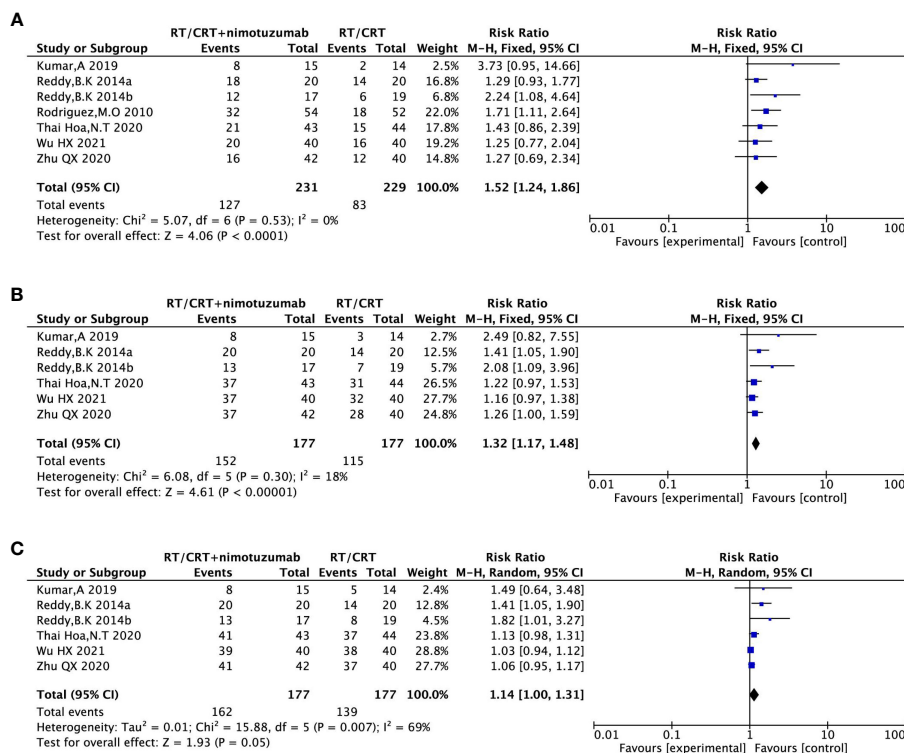 A
RT/CRT+nimotuzumab RT/CRT Risk Ratio Risk Ratio
Study or Subgroup Events Total Events Total Weight M-H, Fixed, 95% CI M-H, Fixed, 95% CI
Kumar,A 2019 8 15 2 14 2.5% 3.73 [0.95, 14.66]
Reddy,B.K 2014a 18 20 14 20 16.8% 1.29 [0.93, 1.77]
Reddy,B.K 2014b 12 17 6 19 6.8% 2.24 [1.08, 4.64]
Rodriguez,M.O 2010 32 54 18 52 22.0% 1.71 [1.11, 2.64]
Thai Hoa,N.T 2020 21 43 15 44 17.8% 1.43 [0.86, 2.39]
Wu HX 2021 20 40 16 40 19.2% 1.25 [0.77, 2.04]
Zhu QX 2020 16 42 12 40 14.8% 1.27 [0.69, 2.34]
Total (95% CI) 231 229 100.0% 1.52 [1.24, 1.86]
Total events 127 83
Heterogeneity: Chi² = 5.07, df = 6 (P = 0.53); I² = 0%
Test for overall effect: Z = 4.06 (P < 0.0001)
0.01 0.1 1 10 100
Favours [experimental] Favours [control]
B
RT/CRT+nimotuzumab RT/CRT Risk Ratio Risk Ratio
Study or Subgroup Events Total Events Total Weight M-H, Fixed, 95% CI M-H, Fixed, 95% CI
Kumar,A 2019 8 15 3 14 2.7% 2.49 [0.82, 7.55]
Reddy,B.K 2014a 20 20 14 20 12.5% 1.41 [1.05, 1.90]
Reddy,B.K 2014b 13 17 7 19 5.7% 2.08 [1.09, 3.96]
Thai Hoa,N.T 2020 37 43 31 44 26.5% 1.22 [0.97, 1.53]
Wu HX 2021 37 40 32 40 27.7% 1.16 [0.97, 1.38]
Zhu QX 2020 37 42 28 40 24.8% 1.26 [1.00, 1.59]
Total (95% CI) 177 177 100.0% 1.32 [1.17, 1.48]
Total events 152 115
Heterogeneity: Chi² = 6.08, df = 5 (P = 0.30); I² = 18%
Test for overall effect: Z = 4.61 (P < 0.00001)
0.01 0.1 1 10 100
Favours [experimental] Favours [control]
C
RT/CRT+nimotuzumab RT/CRT Risk Ratio Risk Ratio
Study or Subgroup Events Total Events Total Weight M-H, Random, 95% CI M-H, Random, 95% CI
Kumar,A 2019 8 15 5 14 2.4% 1.49 [0.64, 3.48]
Reddy,B.K 2014a 20 20 14 20 12.8% 1.41 [1.05, 1.90]
Reddy,B.K 2014b 13 17 8 19 4.5% 1.82 [1.01, 3.27]
Thai Hoa,N.T 2020 41 43 37 44 23.8% 1.13 [0.98, 1.31]
Wu HX 2021 39 40 38 40 28.8% 1.03 [0.94, 1.12]
Zhu QX 2020 41 42 37 40 27.7% 1.06 [0.95, 1.17]
Total (95% CI) 177 177 100.0% 1.14 [1.00, 1.31]
Total events 162 139
Heterogeneity: Tau² = 0.01; Chi² = 15.88, df = 5 (P = 0.007); I² = 69%
Test for overall effect: Z = 1.93 (P = 0.05)
0.01 0.1 1 10 100
Favours [experimental] Favours [control]